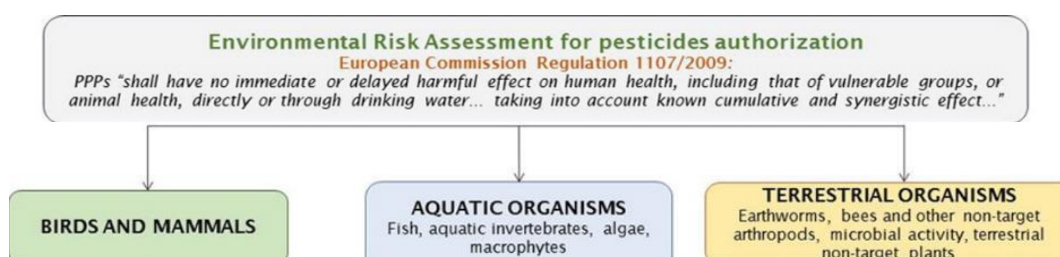 Environmental Risk Assessment for pesticides authorization
European Commission Regulation 1107/2009:
PPPs “shall have no immediate or delayed harmful effect on human health, including that of vulnerable groups, or
animal health, directly or through drinking water... taking into account known cumulative and synergistic effect...”
BIRDS AND MAMMALS
AQUATIC ORGANISMS
Fish, aquatic invertebrates, algae,
macrophytes
TERRESTRIAL ORGANISMS
Earthworms, bees and other non-target
arthropods, microbial activity, terrestrial
non-target plants